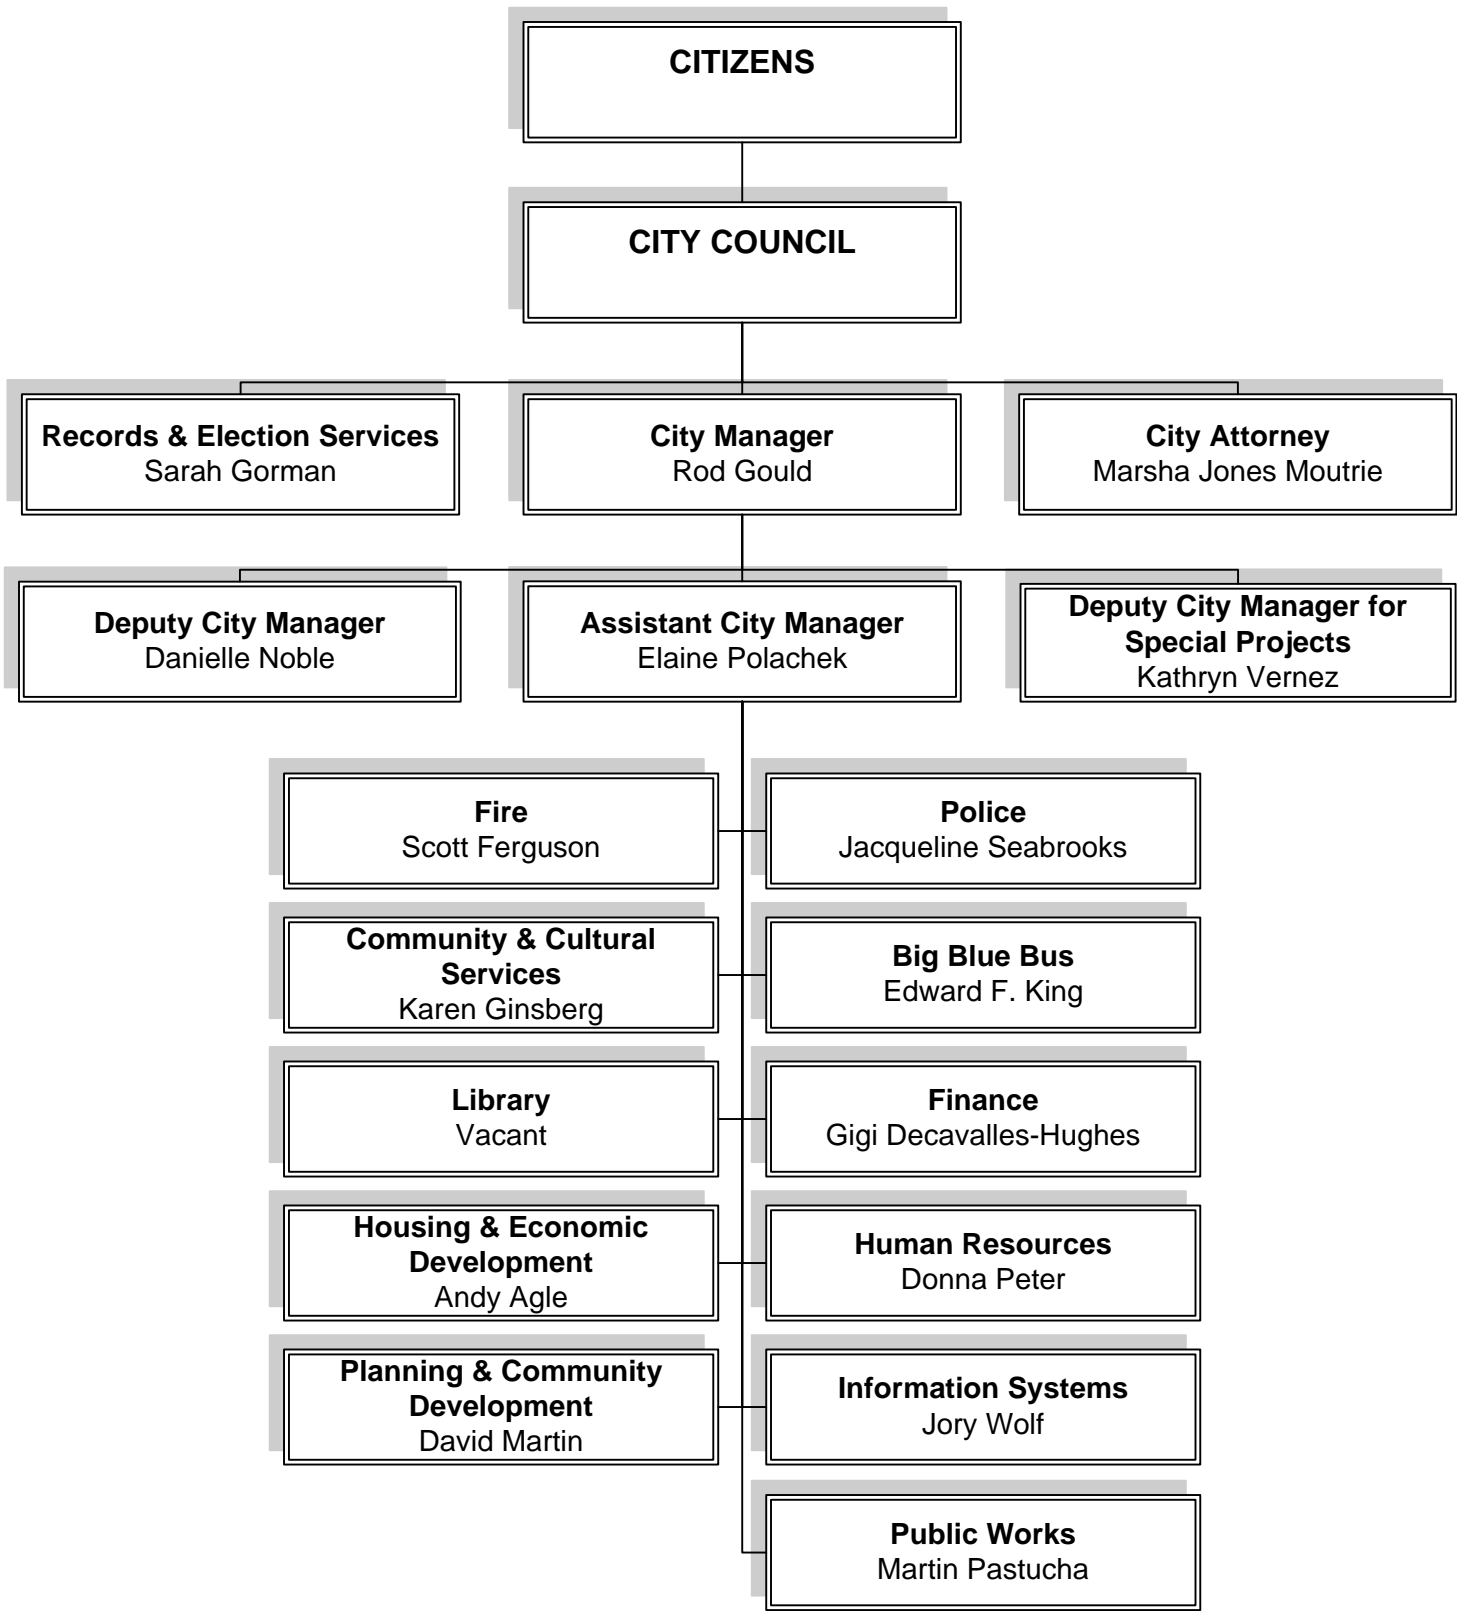 CITIZENS
CITY COUNCIL
Records & Election Services
Sarah Gorman
City Manager
Rod Gould
City Attorney
Marsha Jones Moutrie
Deputy City Manager
Danielle Noble
Assistant City Manager
Elaine Polachek
Deputy City Manager for
Special Projects
Kathryn Vernez
Fire
Scott Ferguson
Police
Jacqueline Seabrooks
Community & Cultural
Services
Karen Ginsberg
Big Blue Bus
Edward F. King
Library
Vacant
Finance
Gigi Decavalles-Hughes
Housing & Economic
Development
Andy Agle
Human Resources
Donna Peter
Planning & Community
Development
David Martin
Information Systems
Jory Wolf
Public Works
Martin Pastucha